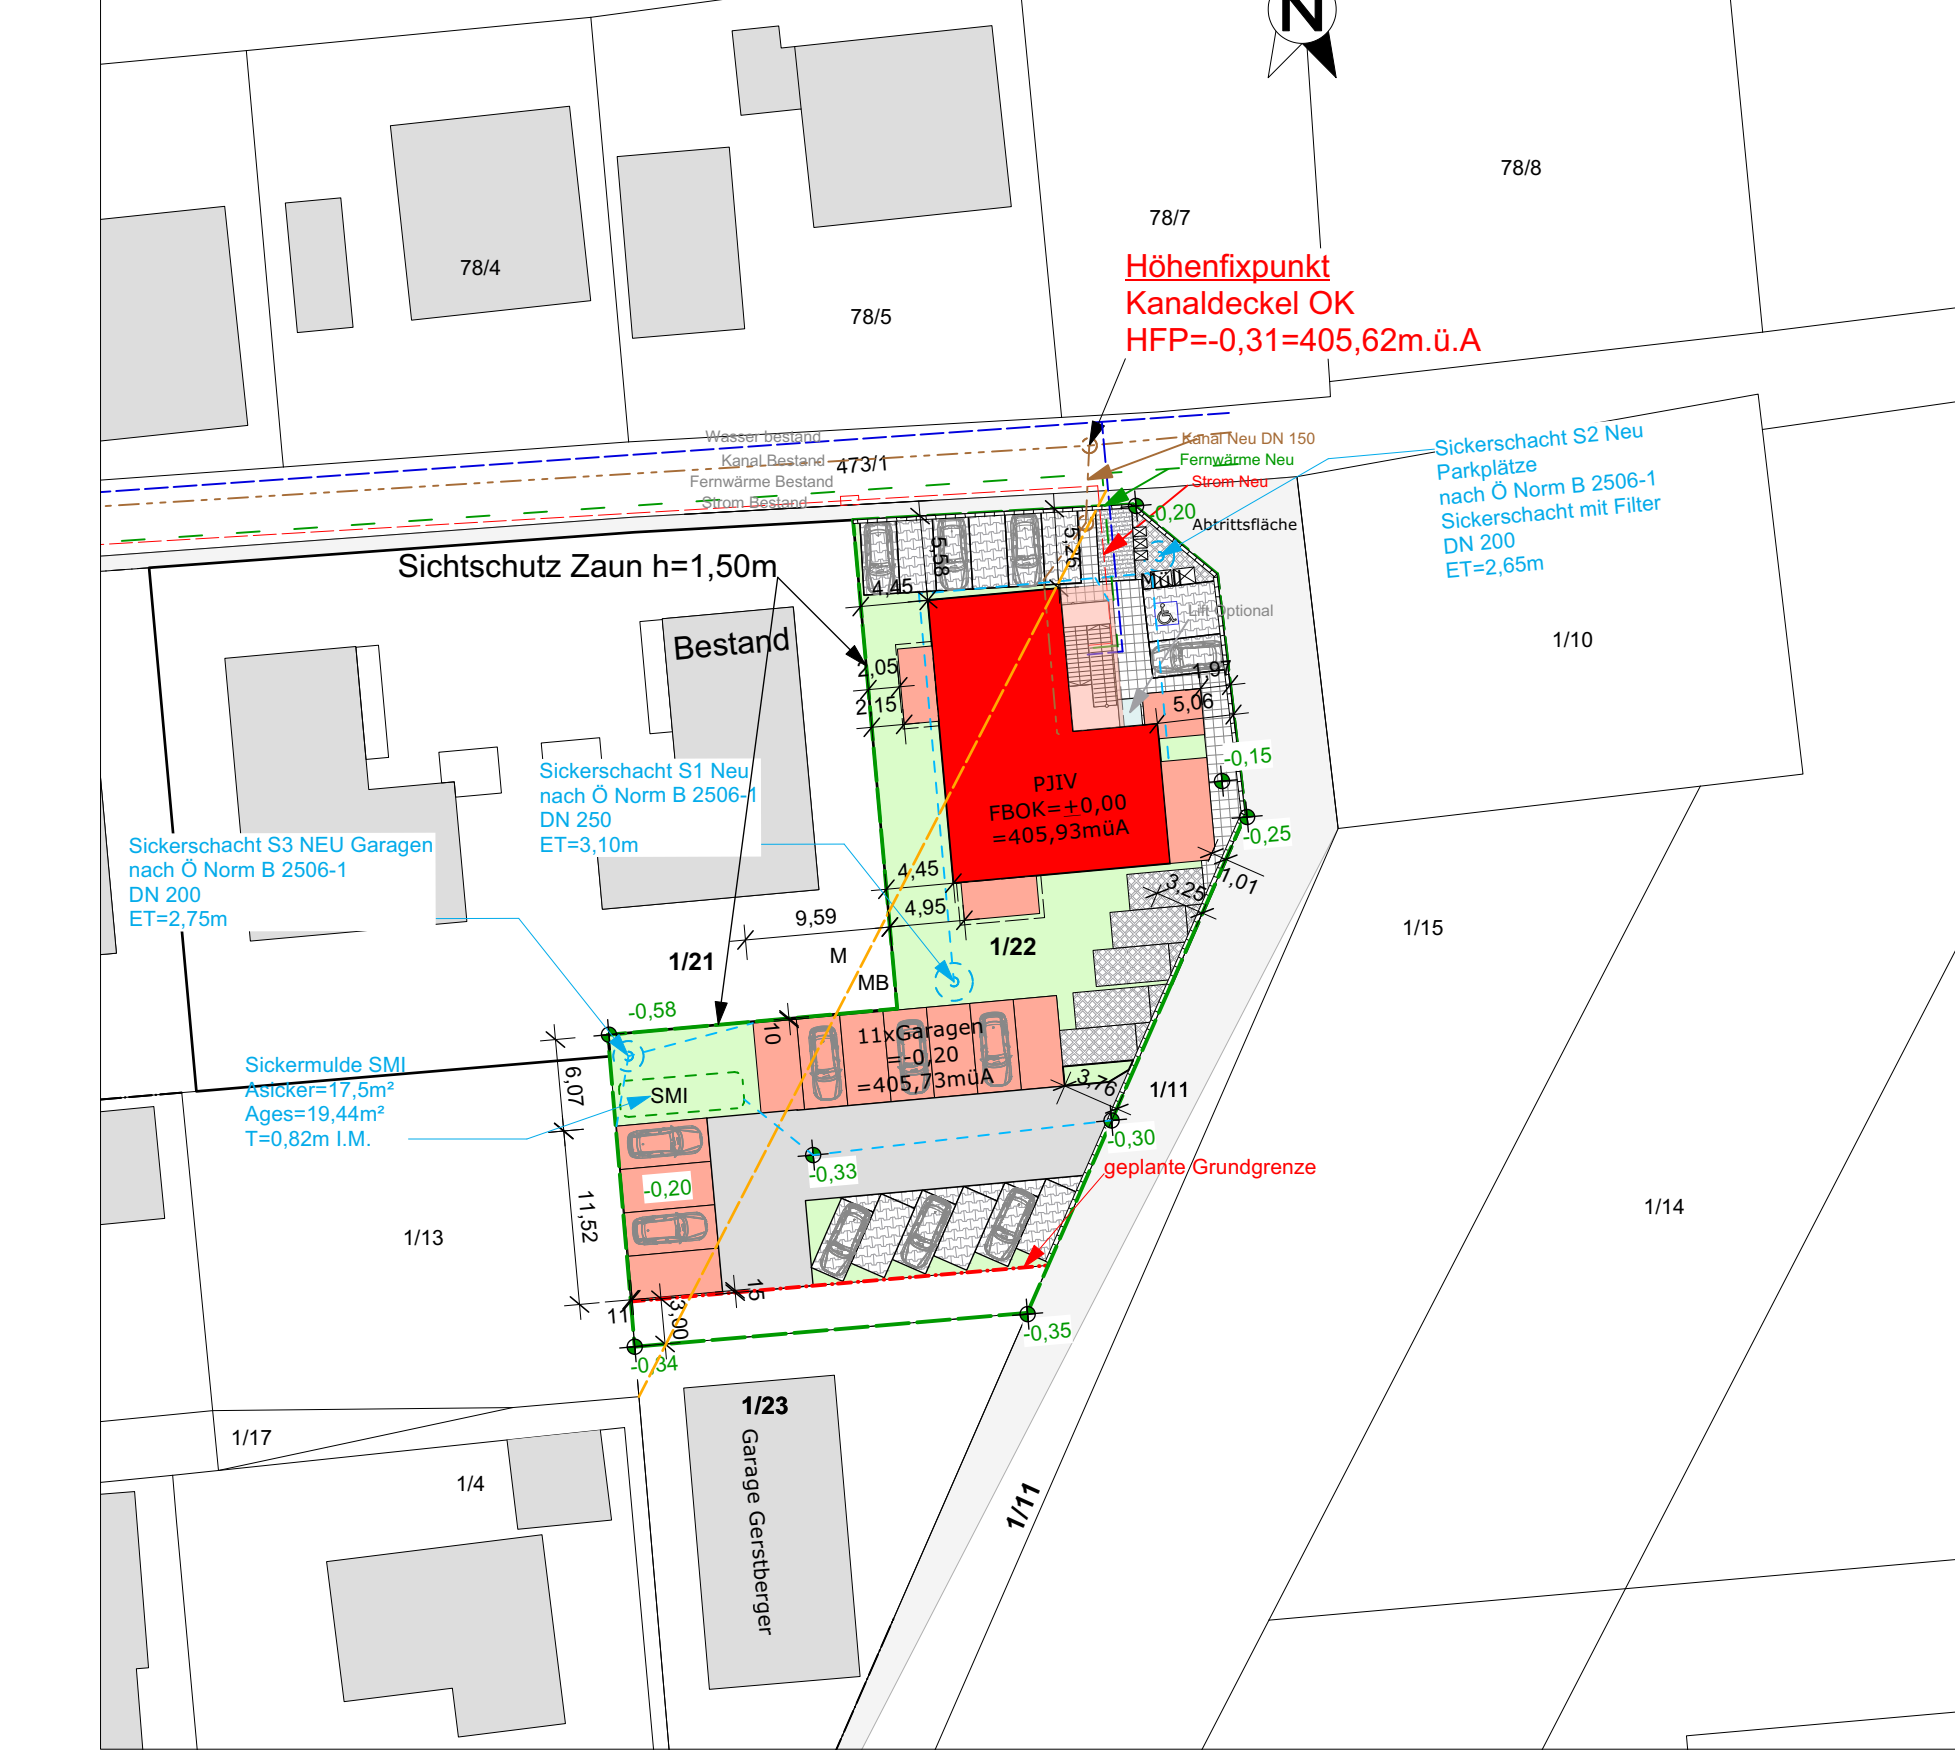 N
78/8
78/7
78/4
78/5
Höhenfixpunkt
Kanaldeckel OK
HFP=-0,31=405,62m.ü.A
Wasser bestand
Kanal Bestand
473/1
Fernwärme Bestand
Strom Bestand
Kanal Neu DN 150
Fernwärme Neu
Strom Neu
Sickerschacht S2 Neu
Parkplätze
nach Ö Norm B 2506-1
Sickerschacht mit Filter
DN 200
ET=2,65m
-0,20
Abtrittsfläche
Sichtschutz Zaun h=1,50m
5,58
5,26
4,45
Müll
Lift Optional
1/10
Bestand
2,05
2,15
1,97
5,06
-0,15
-0,25
PJIV
FBOK=±0,00
=405,93müA
Sickerschacht S1 Neu
nach Ö Norm B 2506-1
DN 250
ET=3,10m
Sickerschacht S3 NEU Garagen
nach Ö Norm B 2506-1
DN 200
ET=2,75m
4,45
4,95
9,59
3,25
1,01
1/15
1/21
M
MB
1/22
-0,58
10
11xGaragen
=-0,20
=405,73müA
Sickermulde SMI
Asicker=17,5m²
Ages=19,44m²
T=0,82m I.M.
6,07
SMI
3,76
1/11
-0,30
geplante Grundgrenze
-0,33
-0,20
11,52
1/13
1/14
15
11
3,00
-0,35
-0,34
1/23
Garage Gerstberger
1/17
1/4
1/11